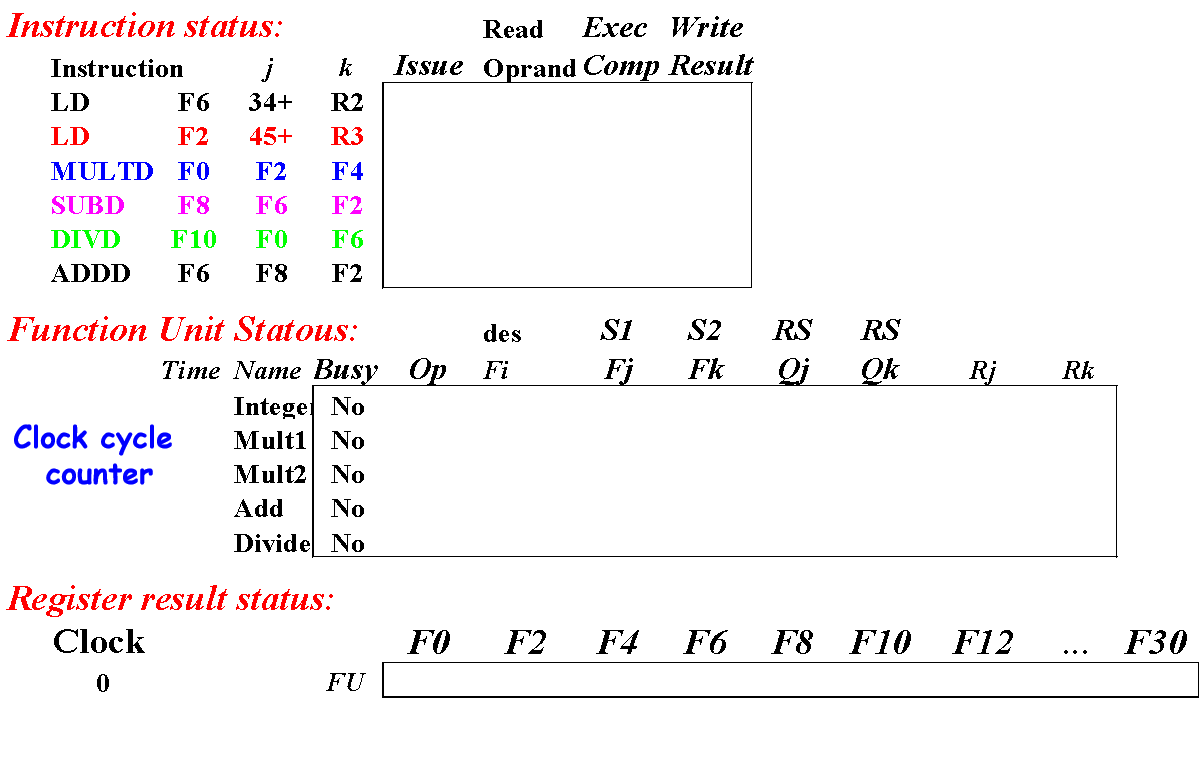 Instruction status:
Read Exec Write
Instruction j k Issue Oprand Comp Result
LD F6 34+ R2
LD F2 45+ R3
MULTD F0 F2 F4
SUBD F8 F6 F2
DIVD F10 F0 F6
ADDD F6 F8 F2
Function Unit Statous: des S1 S2 RS RS
Time Name Busy Op Fi Fj Fk Qj Qk Rj Rk
Integer No
Clock cycle
counter
Mult1 No
Mult2 No
Add No
Divide No
Register result status:
Clock F0 F2 F4 F6 F8 F10 F12 ... F30
0 FU